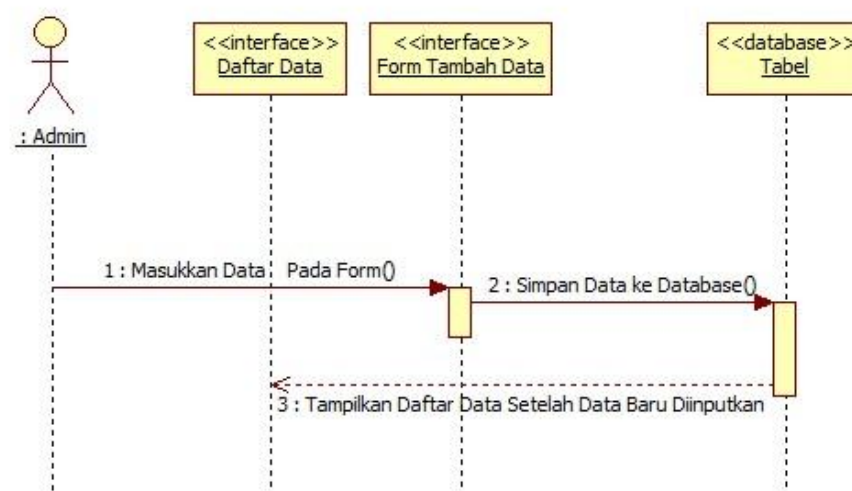 <<interface>>
Daftar Data
<<interface>>
Form Tambah Data
<<database>>
Tabel
: Admin
1 : Masukkan Data Pada Form()
2 : Simpan Data ke Database()
3 : Tampilkan Daftar Data Setelah Data Baru Diinputkan